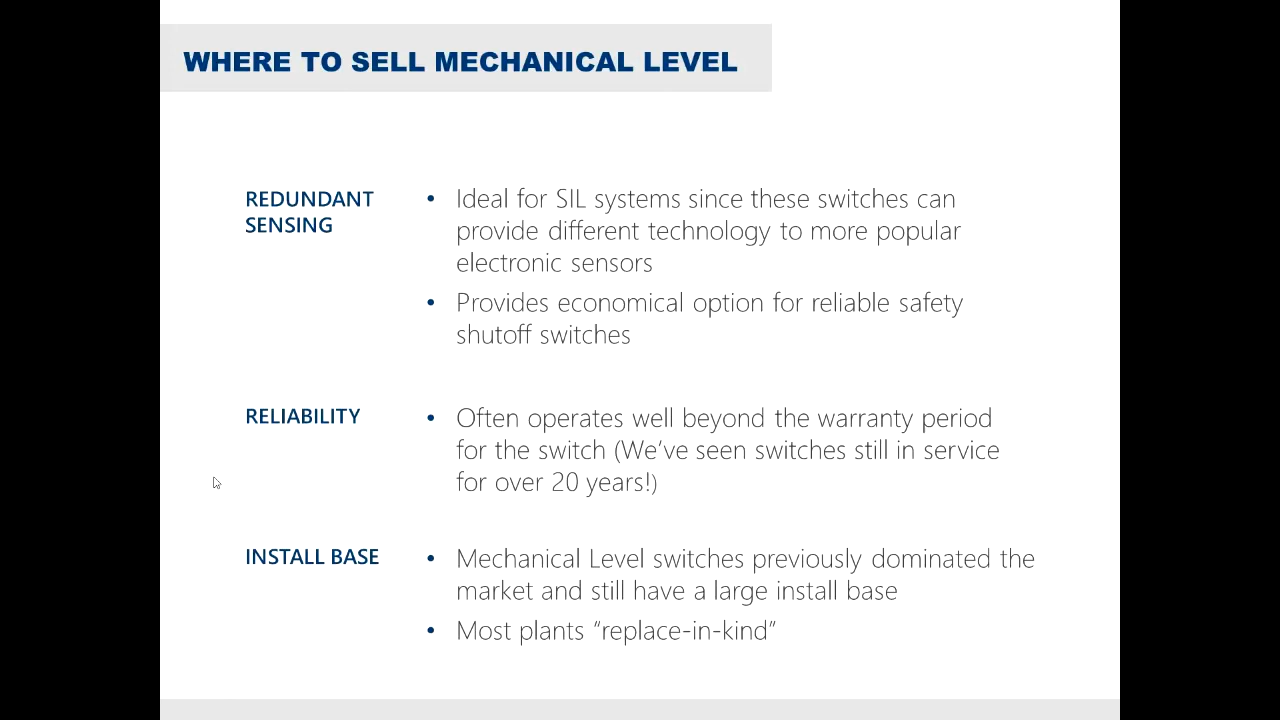 WHERE TO SELL MECHANICAL LEVEL
REDUNDANT
SENSING
• Ideal for SIL systems since these switches can
provide different technology to more popular
electronic sensors
• Provides economical option for reliable safety
shutoff switches
RELIABILITY
• Often operates well beyond the warranty period
for the switch (We’ve seen switches still in service
for over 20 years!)
INSTALL BASE
• Mechanical Level switches previously dominated the
market and still have a large install base
• Most plants “replace-in-kind”